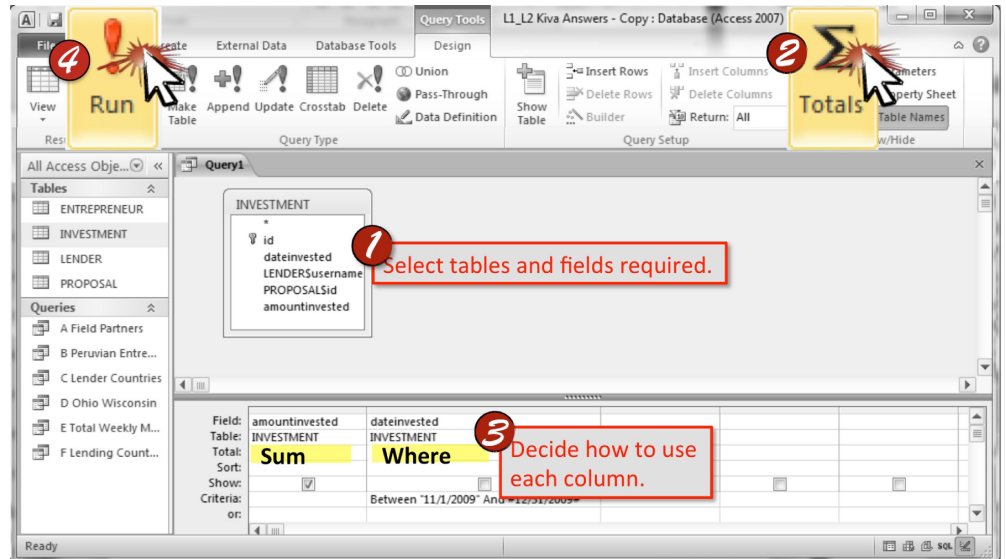 A
Query Tools
L1_L2 Kiva Answers - Copy : Database (Access 2007)
File
External Data
Database Tools
Design
4
Run
2
Totals
View
Make Table
Append
Update
Crosstab
Delete
Union
Pass-Through
Data Definition
Show Table
Insert Rows
Delete Rows
Builder
Insert Columns
Delete Columns
Return: All
Table Names
Query Type
Query Setup
All Access Obje...
Tables
ENTREPRENEUR
INVESTMENT
LENDER
PROPOSAL
Queries
A Field Partners
B Peruvian Entre...
C Lender Countries
D Ohio Wisconsin
E Total Weekly M...
F Lending Count...
Query1
INVESTMENT
*
id
dateinvested
LENDER$username
PROPOSAL$id
amountinvested
1
Select tables and fields required.
Field: amountinvested dateinvested
Table: INVESTMENT INVESTMENT
Total: Sum Where
Sort:
Show:
Criteria: Between "11/1/2009" And
or:
3
Decide how to use
each column.
Ready
SQL